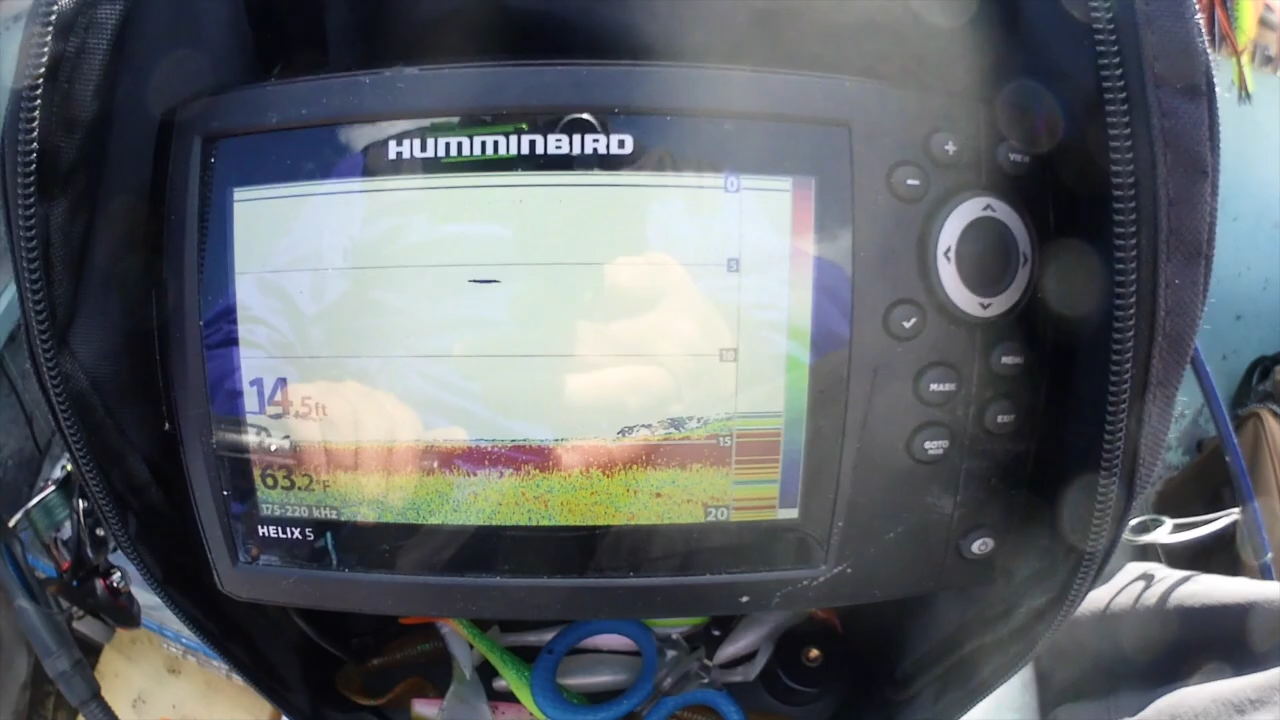 HUMMINBIRD
0
5
10
14.5ft
15
63.2°F
175-220 kHz
20
HELIX 5
+
VIEW
-
MENU
MARK
EXIT
GOTO